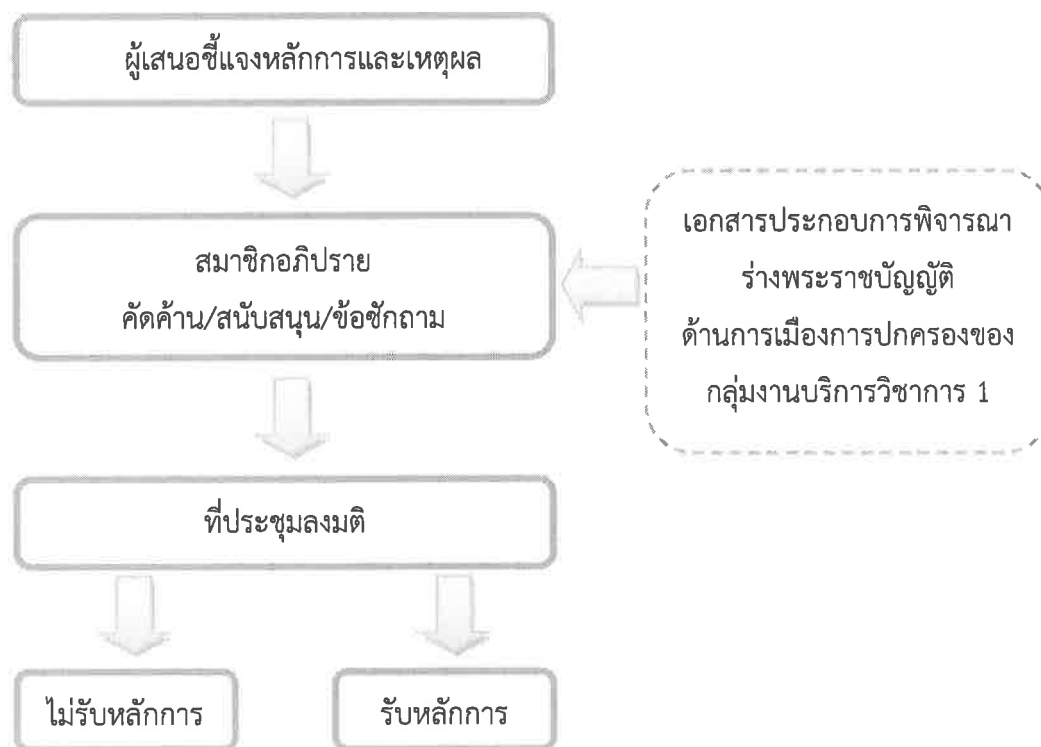 ผู้เสนอชี้แจงหลักการและเหตุผล
สมาชิกอภิปราย
คัดค้าน/สนับสนุน/ข้อซักถาม
เอกสารประกอบการพิจารณา
ร่างพระราชบัญญัติ
ด้านการเมืองการปกครองของ
กลุ่มงานบริการวิชาการ 1
ที่ประชุมลงมติ
ไม่รับหลักการ
รับหลักการ